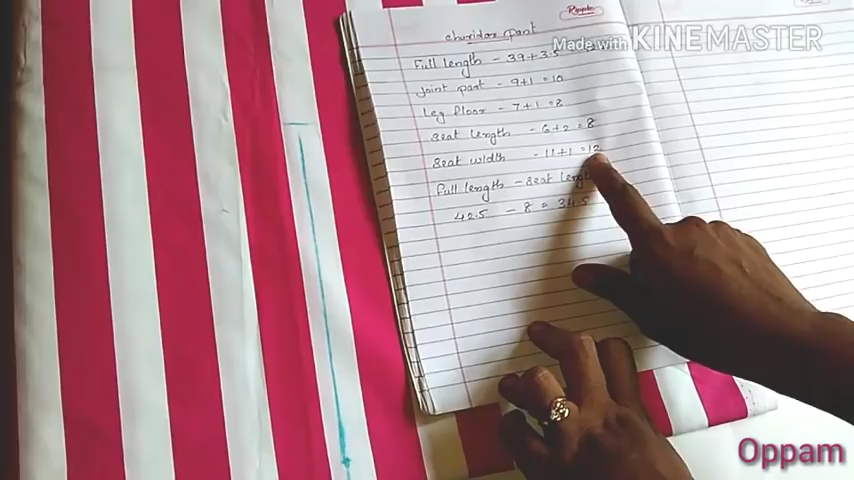 Ripple
Made with KINEMASTER
churidar pant
Full length - 39+3.5
Joint part - 9+1 = 10
Leg floor - 7+1 = 8
Seat length - 6+2 = 8
Seat width - 11+1 = 12
Full length - seat leng
42.5 - 8 = 34.5
Oppam